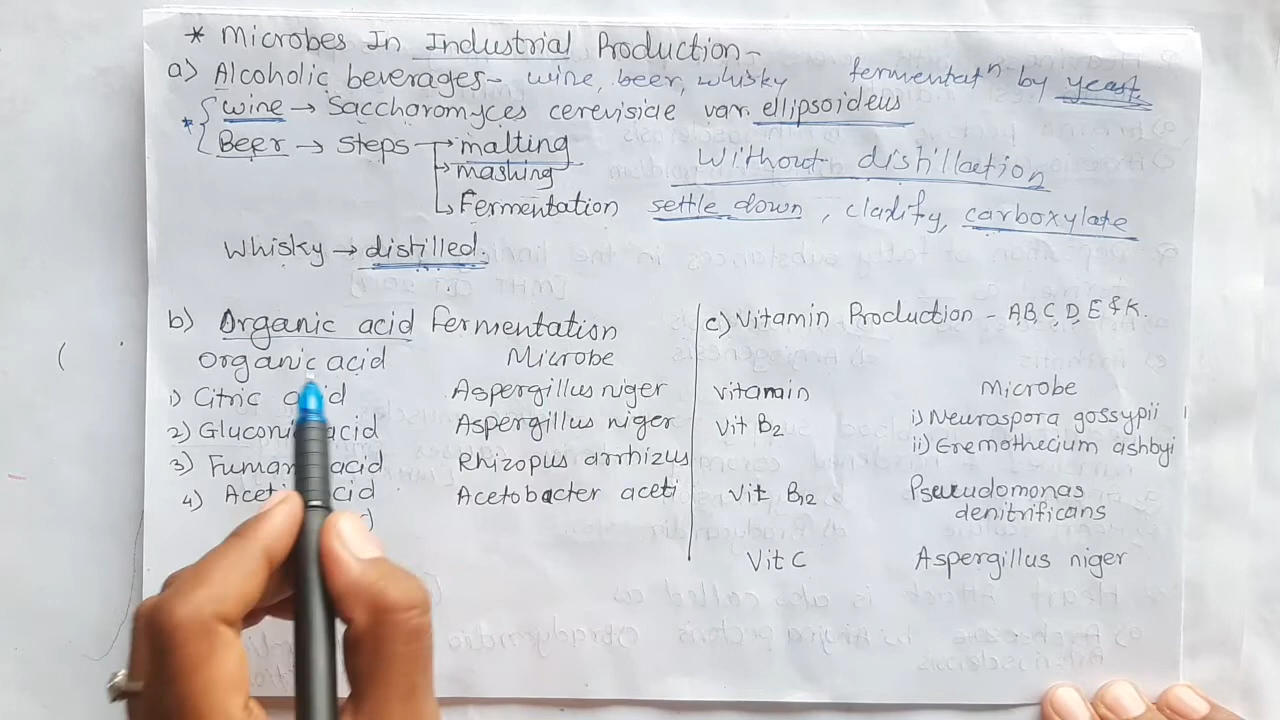 * Microbes In Industrial Production-
a) Alcoholic beverages- wine, beer, whisky fermentatⁿ by yeast.
* wine → Saccharomyces cerevisiae var. ellipsoideus
Beer → Steps → malting
→ mashing
→ Fermentation
Without distillation
settle down, clarify, carboxylate
Whisky → distilled.
b) Organic acid Fermentation
Organic acid Microbe
1) Citric acid Aspergillus niger
2) Gluconic acid Aspergillus niger
3) Fumaric acid Rhizopus arrhizus
4) Acetic acid Acetobacter aceti
c) Vitamin Production - A,B,C,D,E & K.
Vitamin Microbe
Vit B₂ i) Neurospora gossypii
ii) Eremothecium ashbyi
Vit B₁₂ Pseudomonas
denitrificans
Vit C Aspergillus niger